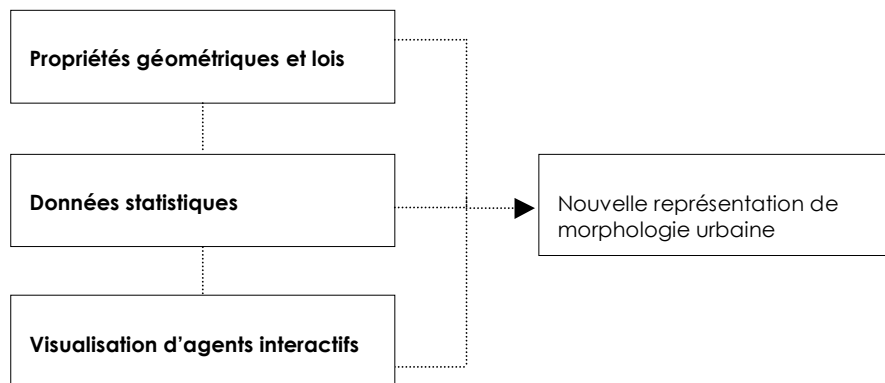 Propriétés géométriques et lois
Données statistiques
Nouvelle représentation de
morphologie urbaine
Visualisation d’agents interactifs